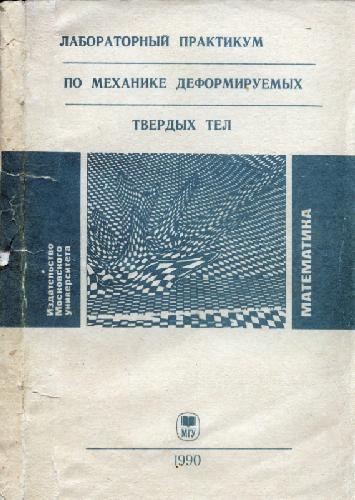 ЛАБОРАТОРНЫЙ ПРАКТИКУМ
ПО МЕХАНИКЕ ДЕФОРМИРУЕМЫХ
ТВЕРДЫХ ТЕЛ
Издательство
Московского
университета
МАТЕМАТИКА
МГУ
1990